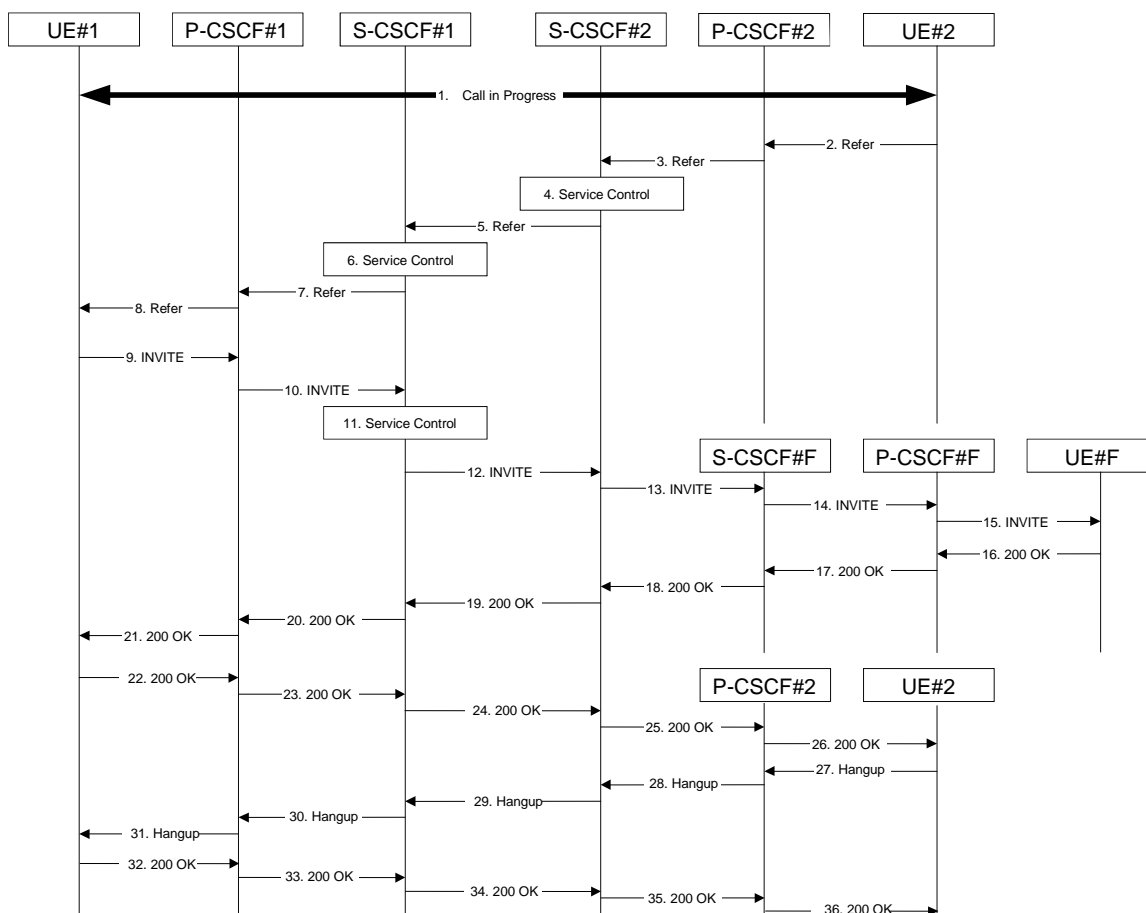 UE#1
P-CSCF#1
S-CSCF#1
S-CSCF#2
P-CSCF#2
UE#2
1. Call in Progress
2. Refer
3. Refer
4. Service Control
5. Refer
6. Service Control
7. Refer
8. Refer
9. INVITE
10. INVITE
11. Service Control
S-CSCF#F
P-CSCF#F
UE#F
12. INVITE
13. INVITE
14. INVITE
15. INVITE
16. 200 OK
17. 200 OK
18. 200 OK
19. 200 OK
20. 200 OK
21. 200 OK
22. 200 OK
P-CSCF#2
UE#2
23. 200 OK
24. 200 OK
25. 200 OK
26. 200 OK
27. Hangup
28. Hangup
29. Hangup
30. Hangup
31. Hangup
32. 200 OK
33. 200 OK
34. 200 OK
35. 200 OK
36. 200 OK